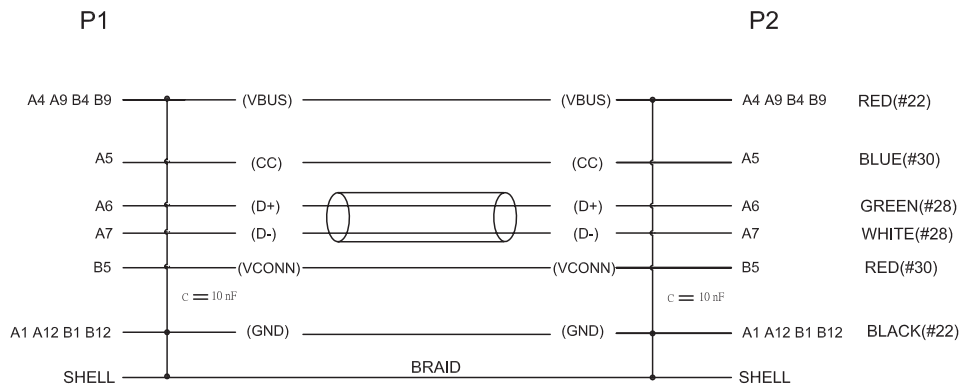 P1 P2
A4 A9 B4 B9 (VBUS) (VBUS) A4 A9 B4 B9 RED(#22)
A5 (CC) (CC) A5 BLUE(#30)
A6 (D+) (D+) A6 GREEN(#28)
A7 (D-) (D-) A7 WHITE(#28)
B5 (VCONN) (VCONN) B5 RED(#30)
C 10 nF C 10 nF
A1 A12 B1 B12 (GND) (GND) A1 A12 B1 B12 BLACK(#22)
SHELL BRAID SHELL